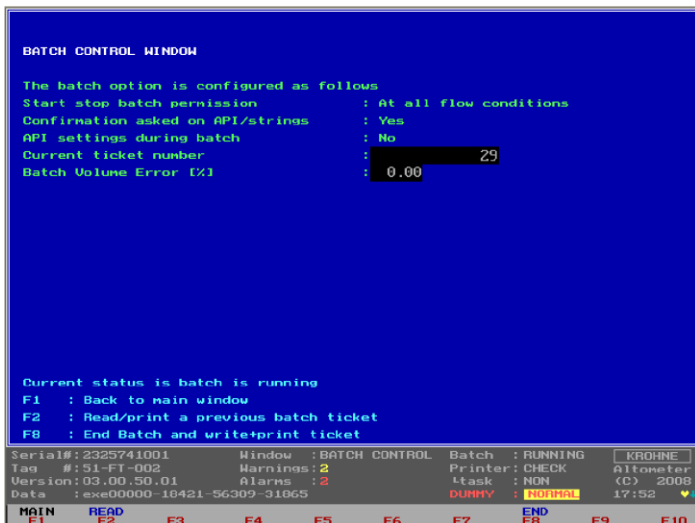 BATCH CONTROL WINDOW
The batch option is configured as follows
Start stop batch permission : At all flow conditions
Confirmation asked on API/strings : Yes
API settings during batch : No
Current ticket number : 29
Batch Volume Error [%] : 0.00
Current status is batch is running
F1 : Back to main window
F2 : Read/print a previous batch ticket
F8 : End Batch and write+print ticket
Serial#: 2325741001 Window :BATCH CONTROL Batch : RUNNING KROHNE
Tag #: 51-FT-002 Warnings: 2 Printer: CHECK Altometer
Version: 03.00.50.01 Alarms : 2 Ltask : NON (C) 2008
Data :exe00000-18421-56309-31865 DUMMY : NORMAL 17:52
MAIN READ END
F1 F2 F3 F4 F5 F6 F7 F8 F9 F10